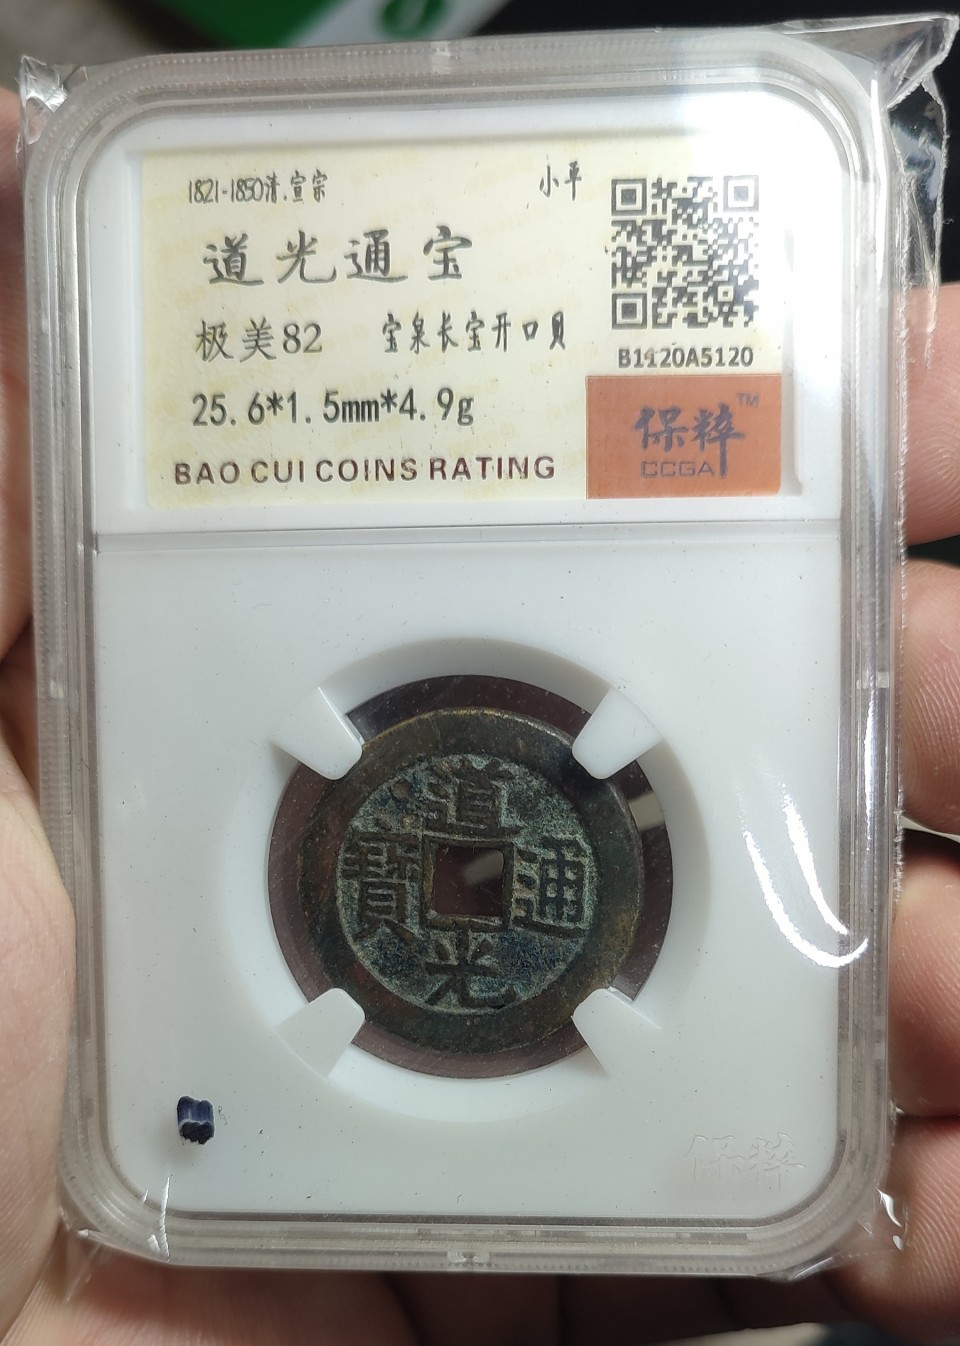 1821-1850清.宣宗
小平
道光通宝
极美82 宝泉长宝开口贝
B1120A5120
25.6*1.5mm*4.9g
保粹™
CCGA
BAO CUI COINS RATING
道
寶 通
光
保粹